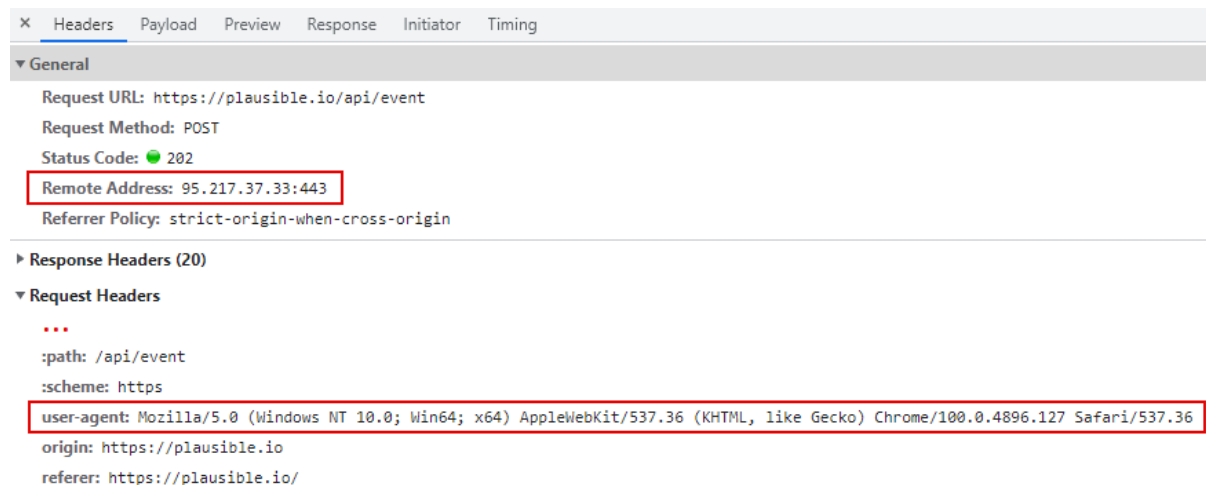 × Headers Payload Preview Response Initiator Timing
▼ General
Request URL: https://plausible.io/api/event
Request Method: POST
Status Code: 202
Remote Address: 95.217.37.33:443
Referrer Policy: strict-origin-when-cross-origin
▶ Response Headers (20)
▼ Request Headers
...
:path: /api/event
:scheme: https
user-agent: Mozilla/5.0 (Windows NT 10.0; Win64; x64) AppleWebKit/537.36 (KHTML, like Gecko) Chrome/100.0.4896.127 Safari/537.36
origin: https://plausible.io
referer: https://plausible.io/